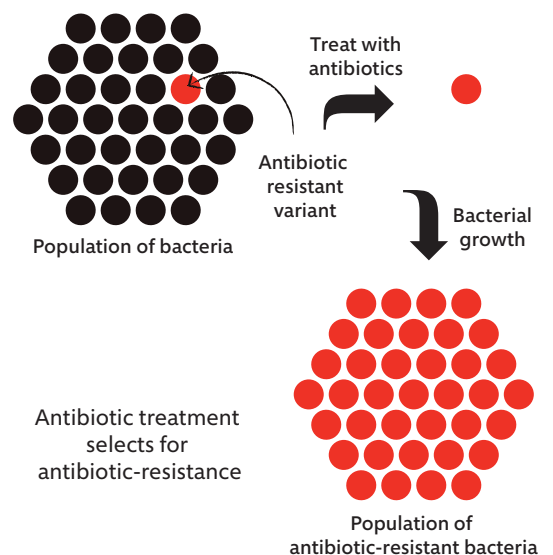 Treat with
antibiotics
Antibiotic
resistant
variant
Population of bacteria
Bacterial
growth
Antibiotic treatment
selects for
antibiotic-resistance
Population of
antibiotic-resistant bacteria